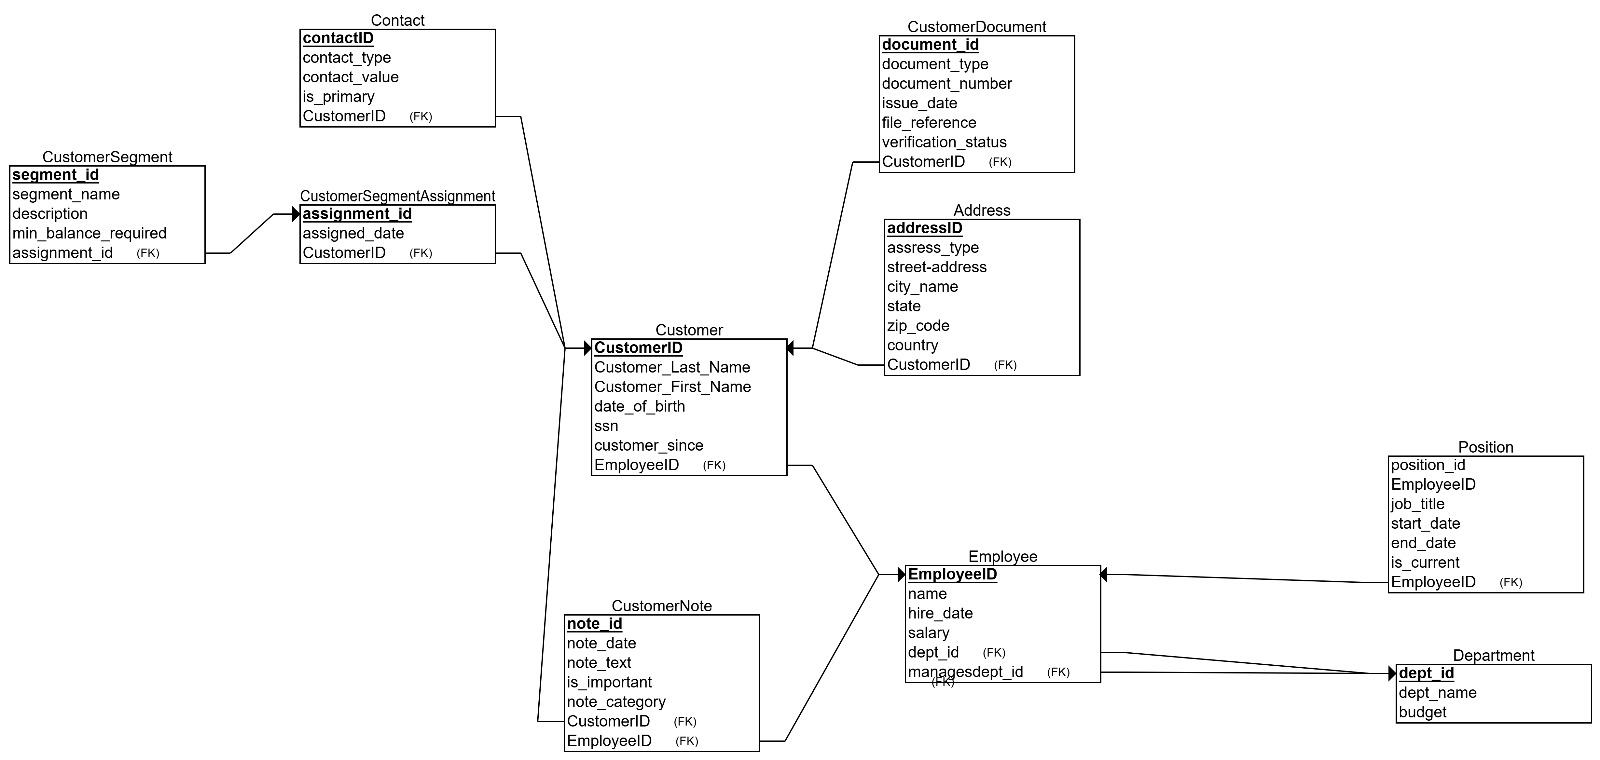 Contact
contactID
contact_type
contact_value
is_primary
CustomerID (FK)
CustomerDocument
document_id
document_type
document_number
issue_date
file_reference
verification_status
CustomerID (FK)
CustomerSegment
segment_id
segment_name
description
min_balance_required
assignment_id (FK)
CustomerSegmentAssignment
assignment_id
assigned_date
CustomerID (FK)
Address
addressID
assress_type
street-address
city_name
state
zip_code
country
CustomerID (FK)
Customer
CustomerID
Customer_Last_Name
Customer_First_Name
date_of_birth
ssn
customer_since
EmployeeID (FK)
Position
position_id
EmployeeID
job_title
start_date
end_date
is_current
EmployeeID (FK)
Employee
EmployeeID
name
hire_date
salary
dept_id (FK)
managesdept_id (FK)
(FK)
CustomerNote
note_id
note_date
note_text
is_important
note_category
CustomerID (FK)
EmployeeID (FK)
Department
dept_id
dept_name
budget